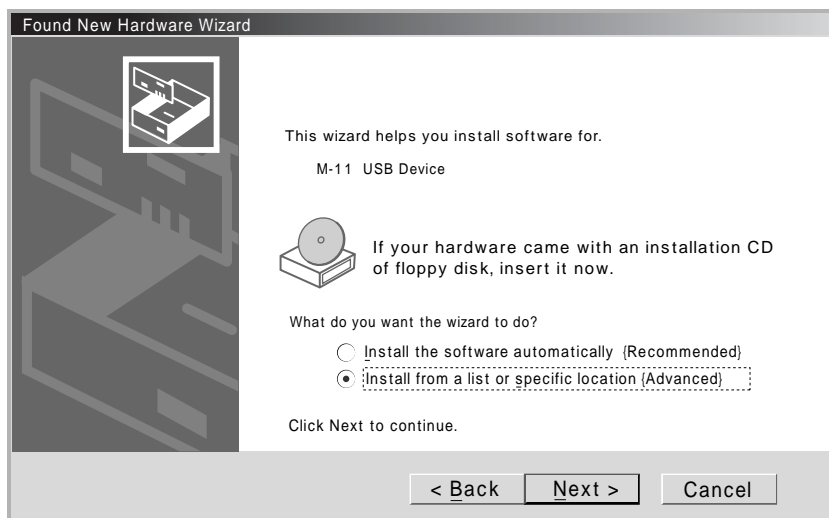 Found New Hardware Wizard
This wizard helps you install software for.
M-11 USB Device
If your hardware came with an installation CD
of floppy disk, insert it now.
What do you want the wizard to do?
Install the software automatically {Recommended}
Install from a list or specific location {Advanced}
Click Next to continue.
< Back
Next >
Cancel